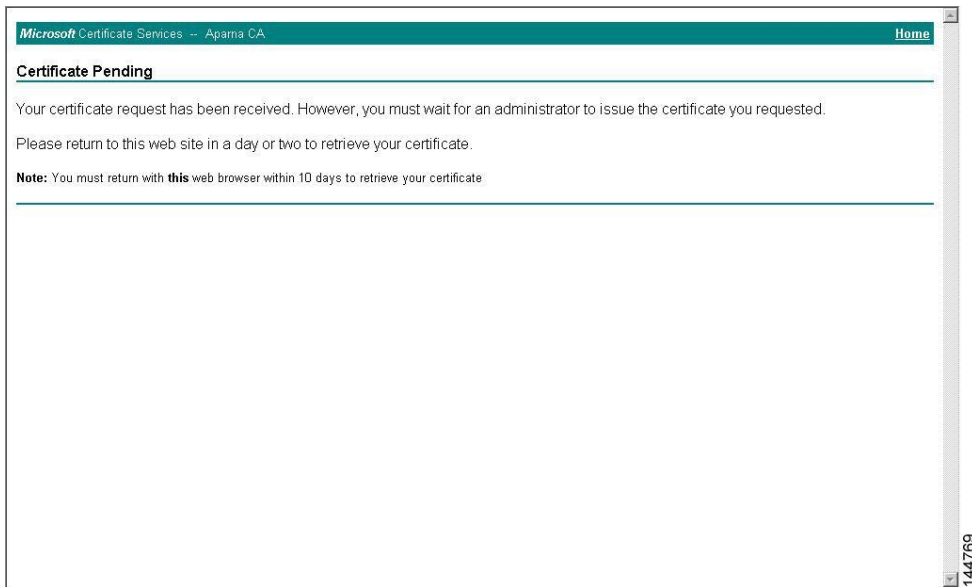 Microsoft Certificate Services -- Aparna CA Home
Certificate Pending
Your certificate request has been received. However, you must wait for an administrator to issue the certificate you requested.
Please return to this web site in a day or two to retrieve your certificate.
Note: You must return with this web browser within 10 days to retrieve your certificate
144769